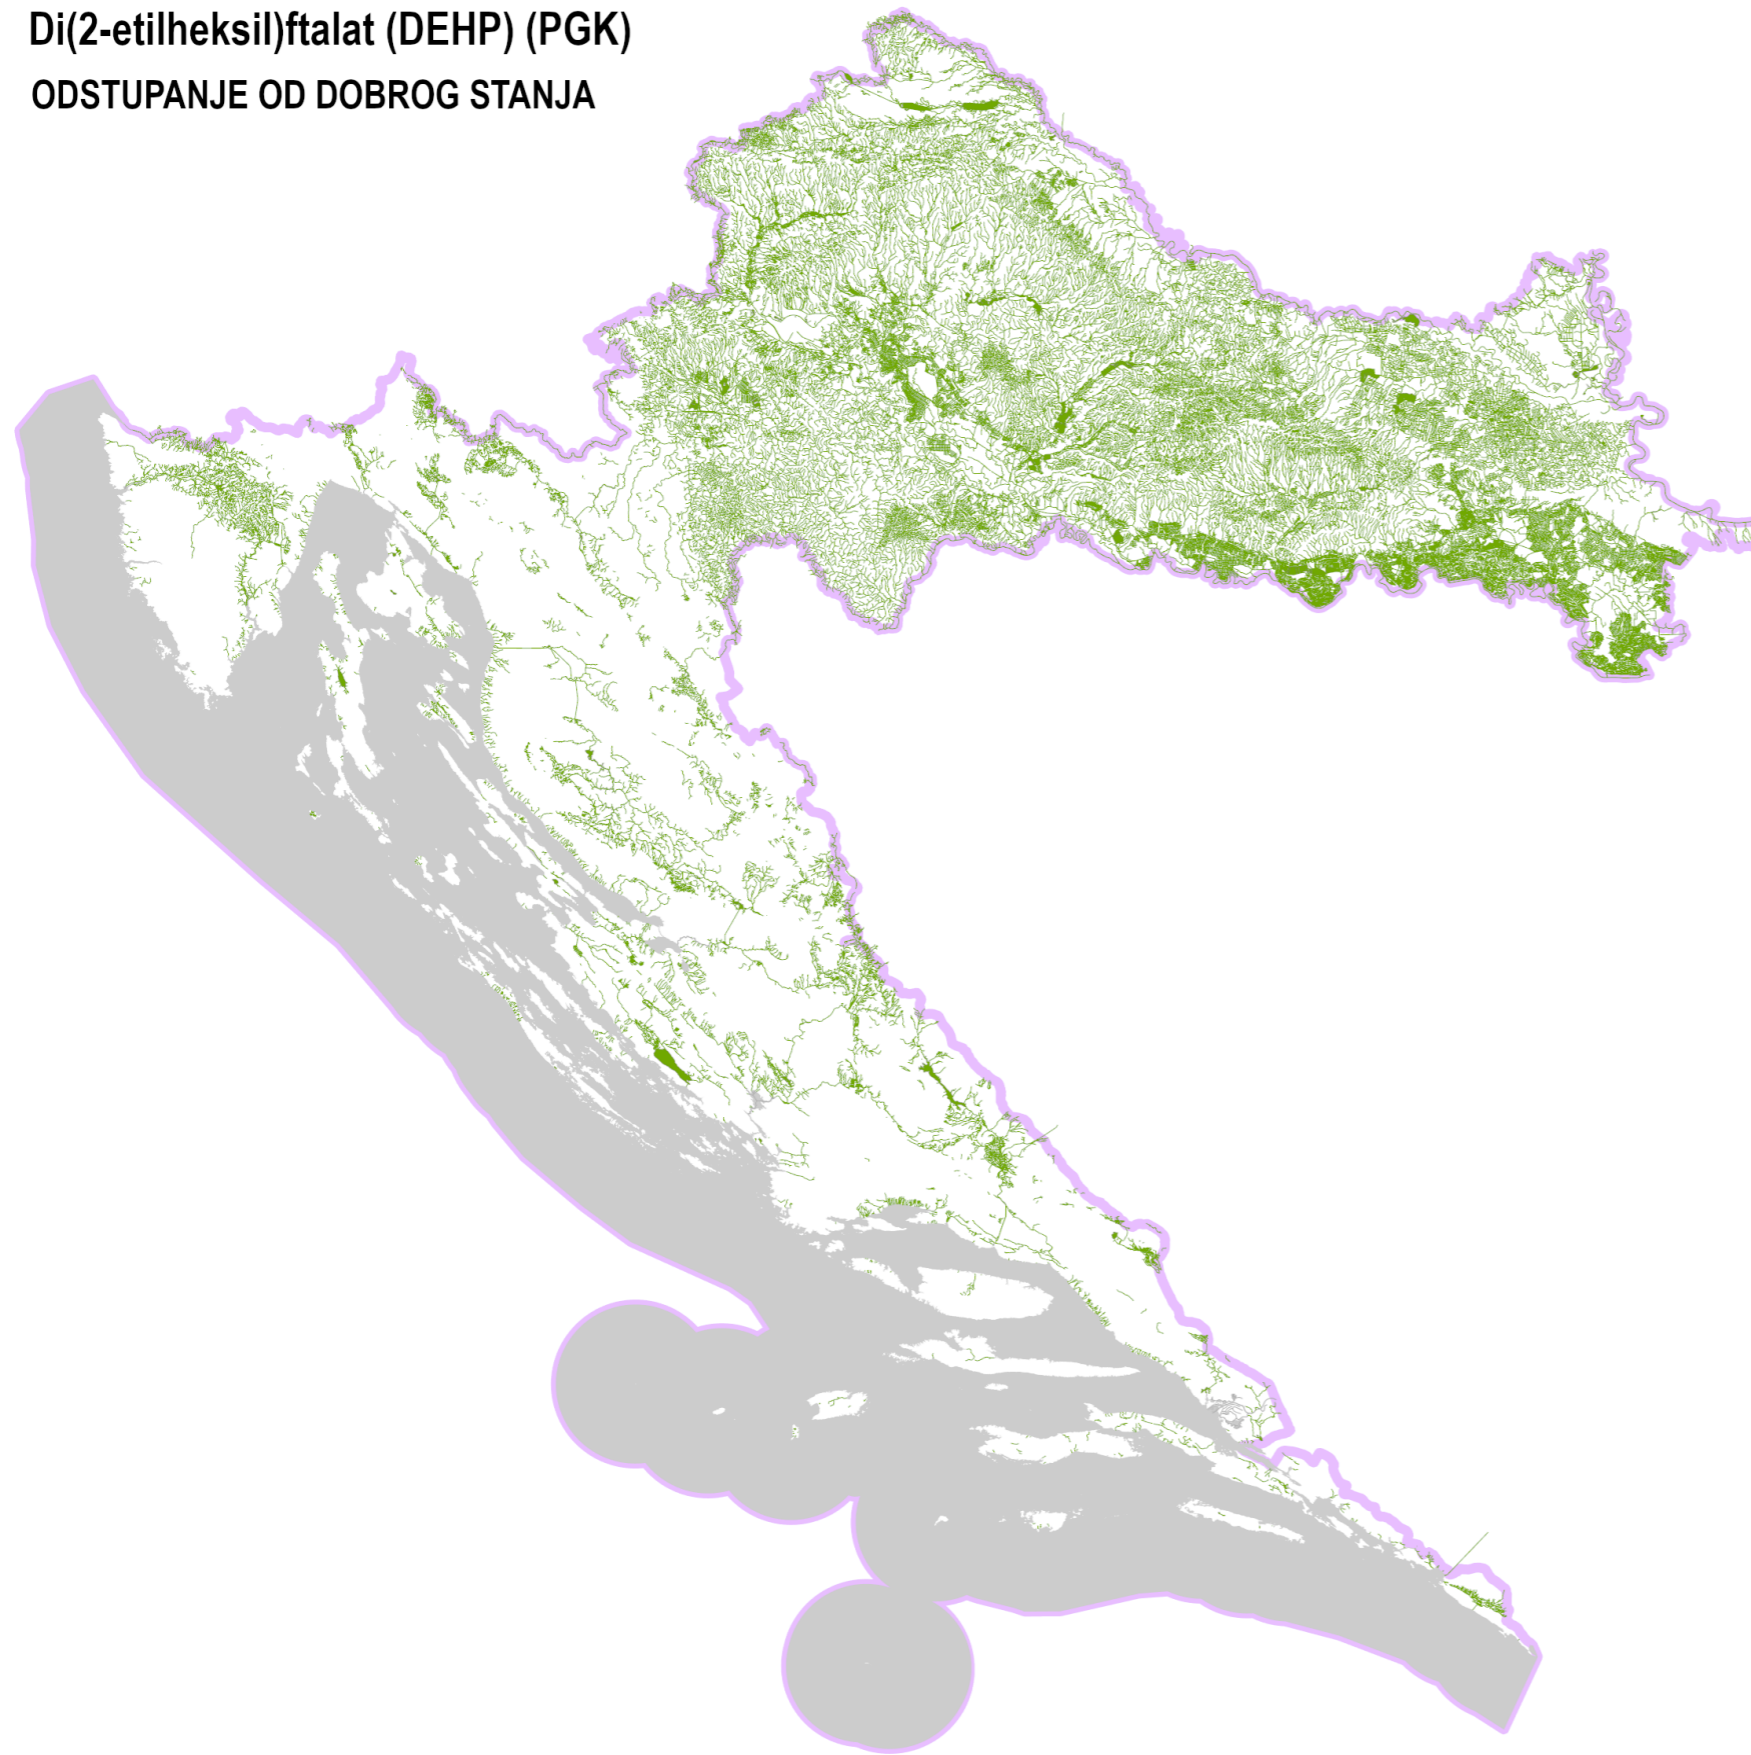 Di(2-etilheksil)ftalat (DEHP) (PGK)
ODSTUPANJE OD DOBROG STANJA